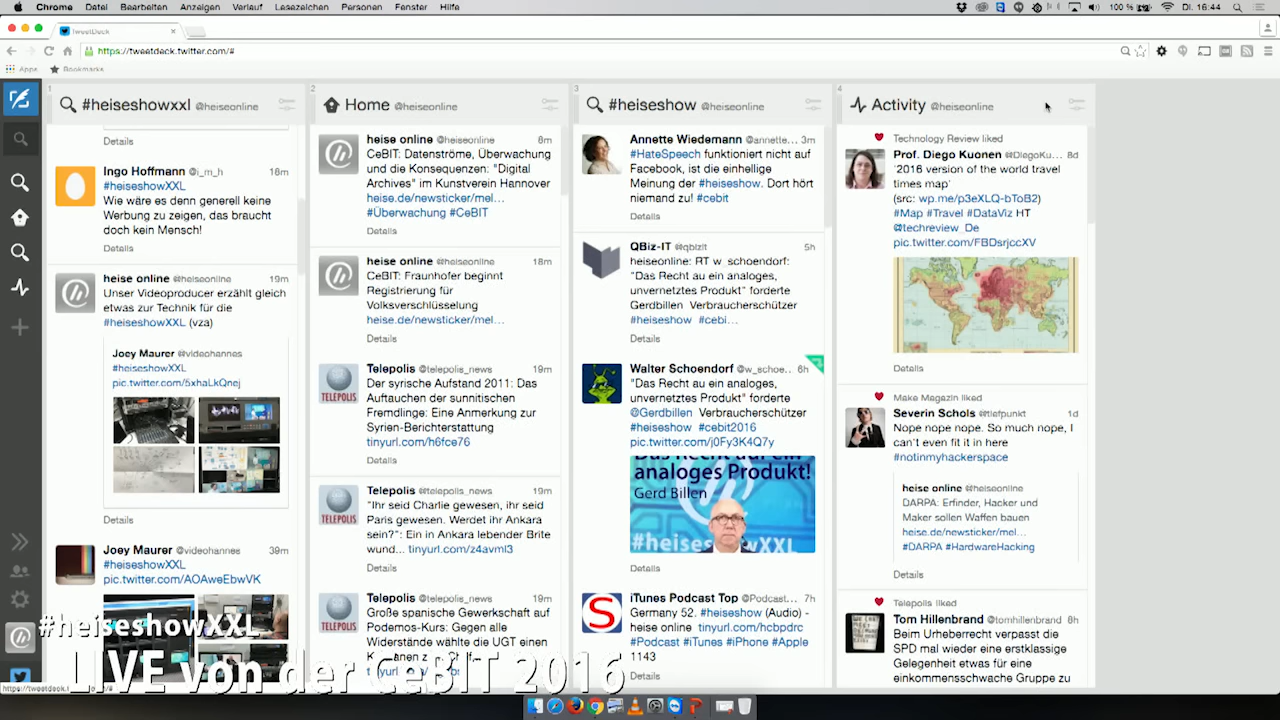 Chrome Datei Bearbeiten Anzeigen Verlauf Lesezeichen Personen Fenster Hilfe
100 % Di. 16:44
TweetDeck
https://tweetdeck.twitter.com/#
Apps Bookmarks
1
#heiseshowxxl @heiseonline
Details
Ingo Hoffmann @i_m_h 16m
#heiseshowXXL
Wie wäre es denn generell keine
Werbung zu zeigen, das braucht
doch kein Mensch!
Details
heise online @heiseonline 19m
Unser Videoproducer erzählt gleich
etwas zur Technik für die
#heiseshowXXL (vza)
Joey Maurer @videohannes
#heiseshowXXL
pic.twitter.com/5xhaLkQnej
Details
Joey Maurer @videohannes 39m
#heiseshowXXL
pic.twitter.com/AOAweEbwVK
2
Home @heiseonline
heise online @heiseonline 8m
CeBIT: Datenströme, Überwachung
und die Konsequenzen: "Digital
Archives" im Kunstverein Hannover
heise.de/newsticker/mel...
#Überwachung #CeBIT
Details
heise online @heiseonline 18m
CeBIT: Fraunhofer beginnt
Registrierung für
Volksverschlüsselung
heise.de/newsticker/mel...
Details
Telepolis @telepolis_news 19m
Der syrische Aufstand 2011: Das
Auftauchen der sunnitischen
Fremdlinge: Eine Anmerkung zur
Syrien-Berichterstattung
tinyurl.com/h6fce76
Details
TELEPOLIS
Telepolis @telepolis_news 19m
"Ihr seid Charlie gewesen, ihr seid
Paris gewesen. Werdet ihr Ankara
sein?": Ein in Ankara lebender Brite
wund... tinyurl.com/z4avml3
Details
TELEPOLIS
Telepolis @telepolis_news 19m
Große spanische Gewerkschaft auf
Podemos-Kurs: Gegen alle
Widerstände wählte die UGT einen
TELEPOLIS
3
#heiseshow @heiseonline
Annette Wiedemann @annette... 3m
#HateSpeech funktioniert nicht auf
Facebook, ist die einhellige
Meinung der #heiseshow. Dort hört
niemand zu! #cebit
Details
QBiz-IT @qbizit 5h
heiseonline: RT w_schoendorf:
"Das Recht au ein analoges,
unvernetztes Produkt" forderte
Gerdbillen Verbraucherschützer
#heiseshow #cebi...
Details
Walter Schoendorf @w_schoe... 6h
"Das Recht au ein analoges,
unvernetztes Produkt" forderte
@Gerdbillen Verbraucherschützer
#heiseshow #cebit2016
pic.twitter.com/j0Fy3K4Q7y
Das Recht auf ein
analoges Produkt!
Gerd Billen
#heiseshowXXL
Details
iTunes Podcast Top @Podcast... 7h
Germany 52. #heiseshow (Audio) -
heise online tinyurl.com/hcbpdrc
#Podcast #iTunes #iPhone #Apple
1143
Details
4
Activity @heiseonline
Technology Review liked
Prof. Diego Kuonen @DiegoKu... 8d
'2016 version of the world travel
times map'
(src: wp.me/p3eXLQ-bToB2)
#Map #Travel #DataViz HT
@techreview_De
pic.twitter.com/FBDsrjccXV
Details
Make Magazin liked
Severin Schols @tiefpunkt 1d
Nope nope nope. So much nope, I
can't even fit it in here
#notinmyhackerspace
heise online @heiseonline
DARPA: Erfinder, Hacker und
Maker sollen Waffen bauen
heise.de/newsticker/mel...
#DARPA #HardwareHacking
Details
Telepolis liked
Tom Hillenbrand @tomhillenbrand 8h
Beim Urheberrecht verpasst die
SPD mal wieder eine erstklassige
Gelegenheit etwas für eine
einkommensschwache Gruppe zu
#heiseshowXXL
LIVE von der CeBIT 2016